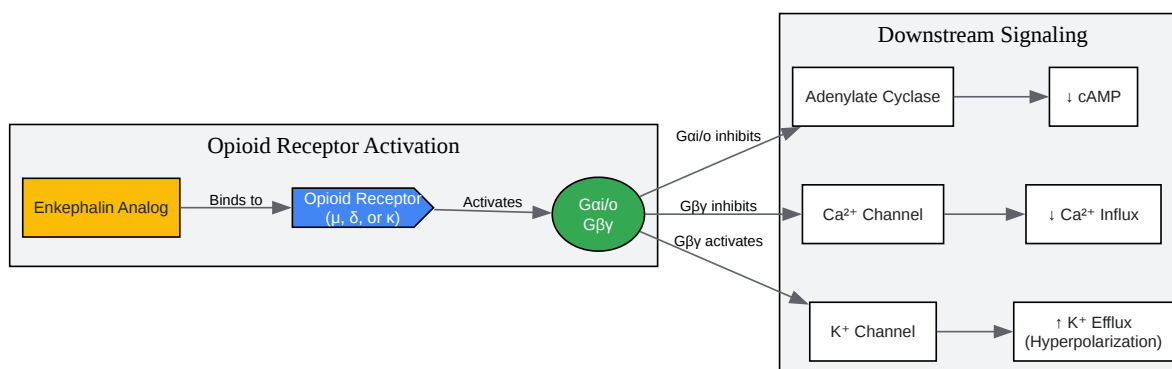 Opioid Receptor Activation
Enkephalin Analog
Binds to
Opioid Receptor
(μ, δ, or κ)
Activates
Gαi/o
Gβγ
Gαi/o inhibits
Gβγ inhibits
Gβγ activates
Downstream Signaling
Adenylate Cyclase
↓ cAMP
Ca²⁺ Channel
↓ Ca²⁺ Influx
K⁺ Channel
↑ K⁺ Efflux
(Hyperpolarization)